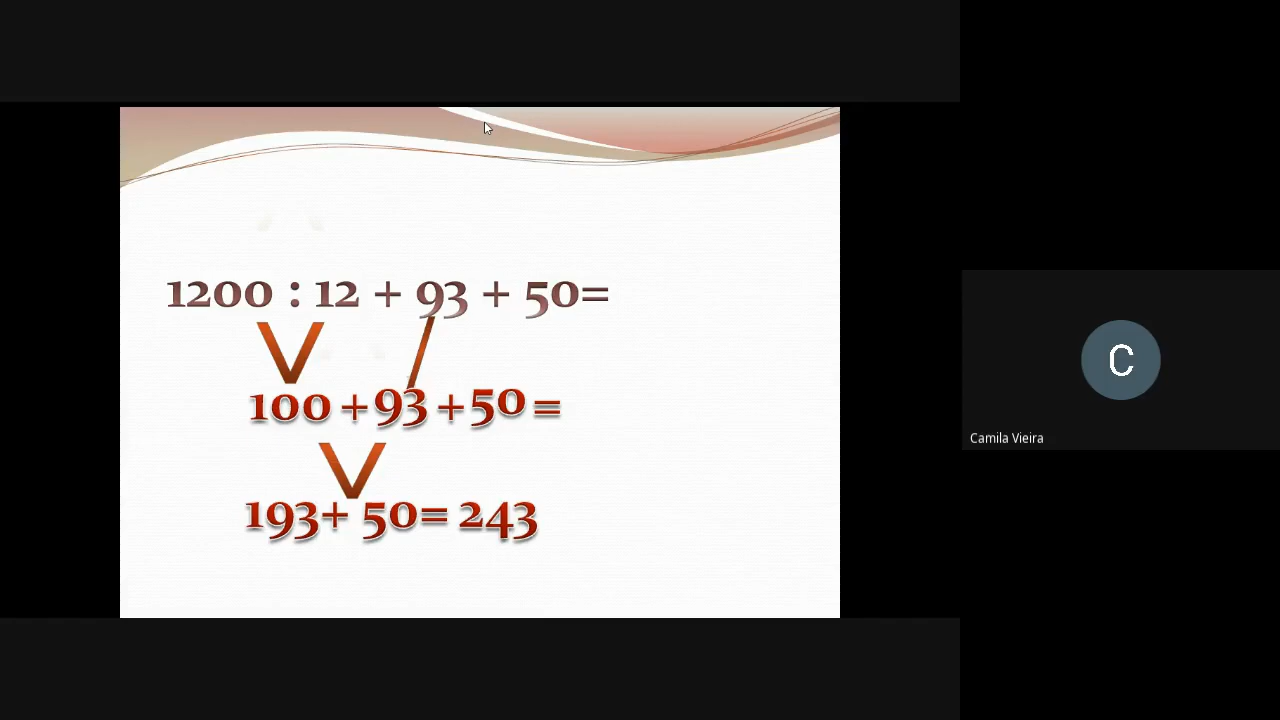 1200 : 12 + 93 + 50=
100 +93 +50 =
193+ 50= 243
C
Camila Vieira